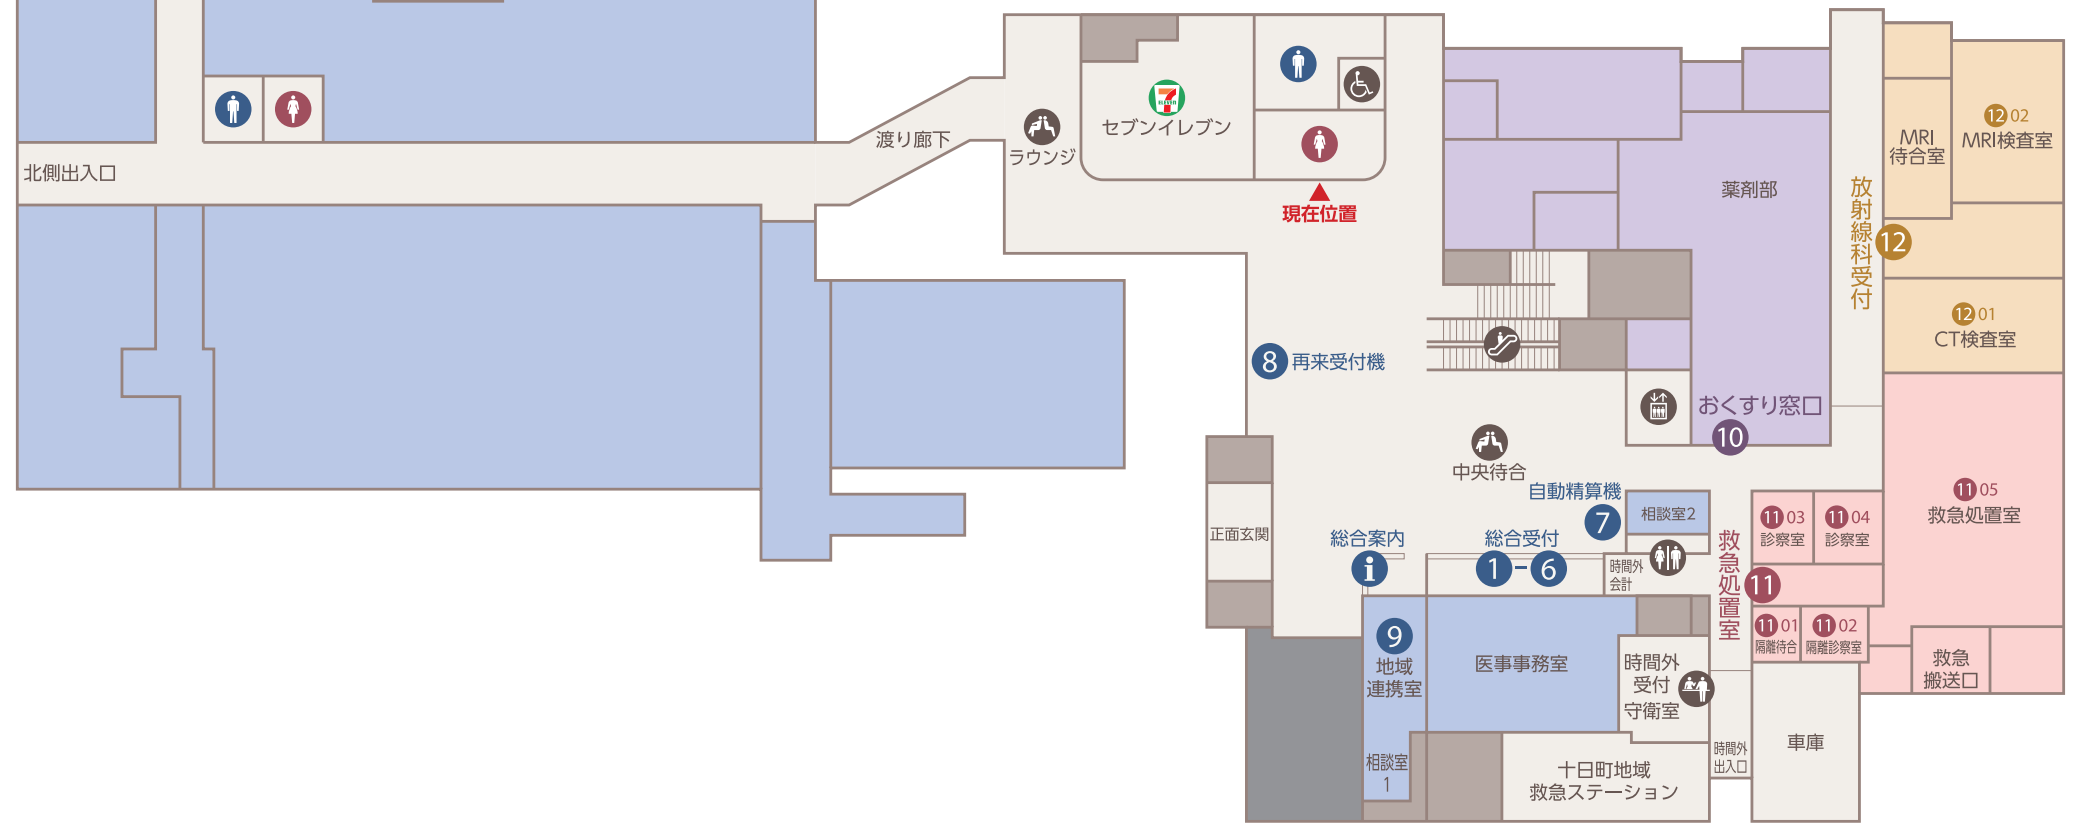 北側出入口
渡り廊下
ラウンジ
7
ELEVEN
セブンイレブン
現在位置
薬剤部
放射線科受付
12
MRI
待合室
12 02
MRI検査室
12 01
CT検査室
8 再来受付機
おくすり窓口
10
中央待合
自動精算機
7
相談室2
正面玄関
総合案内
i
総合受付
1-6
時間外
会計
救急処置室
11
11 03
診察室
11 04
診察室
11 05
救急処置室
11 01
隔離待合
11 02
隔離診察室
救急
搬送口
9
地域
連携室
医事事務室
時間外
受付
守衛室
相談室
1
十日町地域
救急ステーション
時間外
出入口
車庫